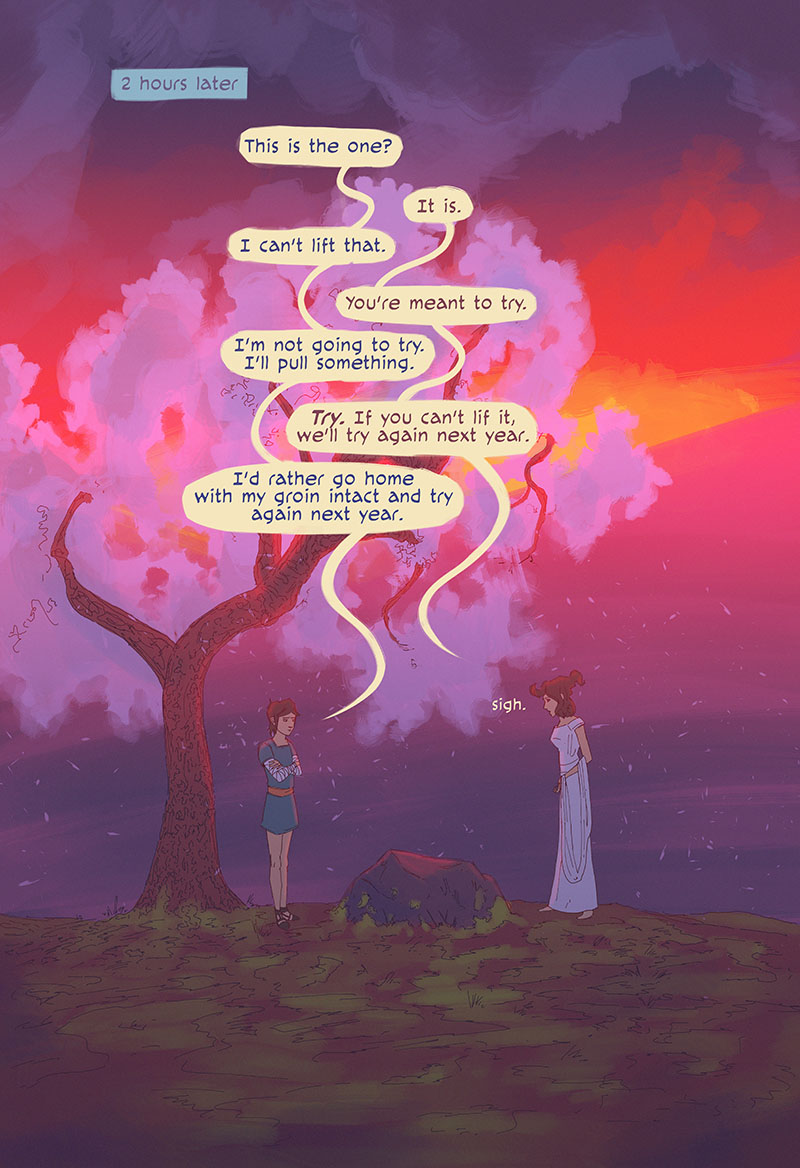 2 hours later
This is the one?
It is.
I can't lift that.
You're meant to try.
I'm not going to try.
I'll pull something.
Try. If you can't lif it,
we'll try again next year.
I'd rather go home
with my groin intact and try
again next year.
sigh.